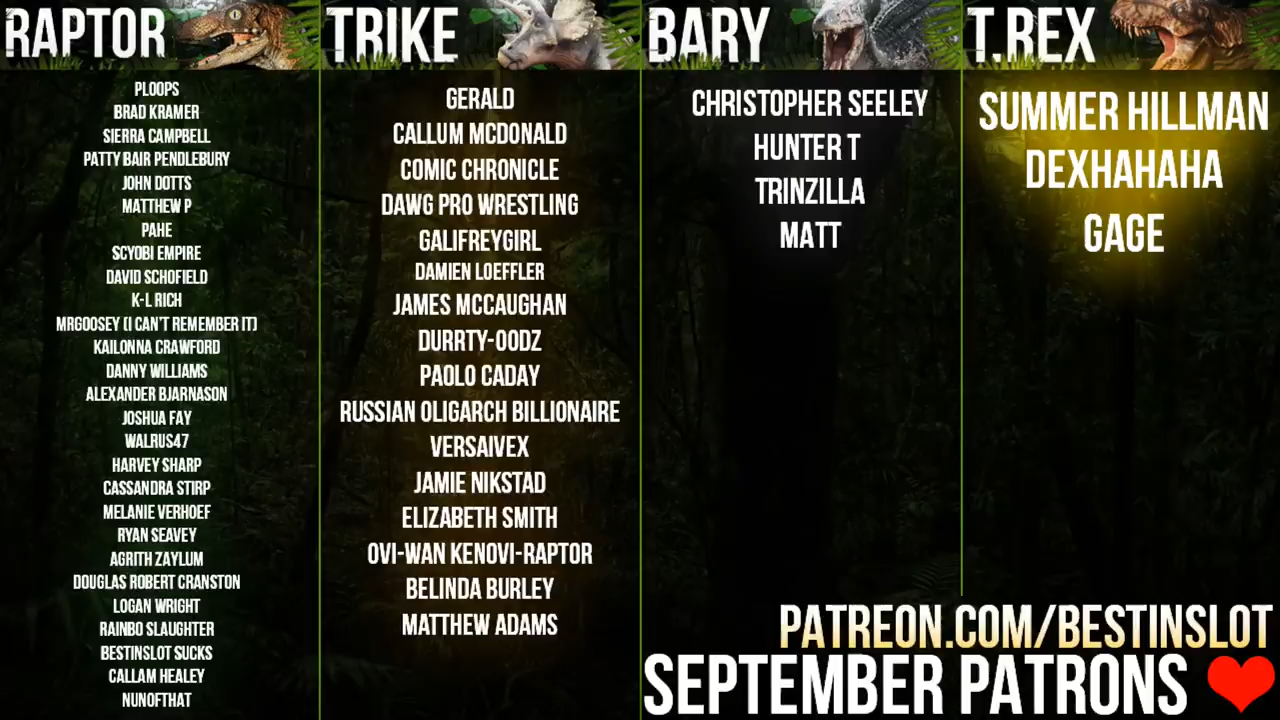 RAPTOR
PLOOPS
BRAD KRAMER
SIERRA CAMPBELL
PATTY BAIR PENDLEBURY
JOHN DOTTS
MATTHEW P
PAHE
SCYOBI EMPIRE
DAVID SCHOFIELD
K-L RICH
MRGOOSEY (I CAN'T REMEMBER IT)
KAILONNA CRAWFORD
DANNY WILLIAMS
ALEXANDER BJARNASON
JOSHUA FAY
WALRUS47
HARVEY SHARP
CASSANDRA STIRP
MELANIE VERHOEF
RYAN SEAVEY
AGRITH ZAYLUM
DOUGLAS ROBERT CRANSTON
LOGAN WRIGHT
RAINBO SLAUGHTER
BESTINSLOT SUCKS
CALLAM HEALEY
NUNOFTHAT
TRIKE
GERALD
CALLUM MCDONALD
COMIC CHRONICLE
DAWG PRO WRESTLING
GALIFREYGIRL
DAMIEN LOEFFLER
JAMES MCCAUGHAN
DURRTY-OODZ
PAOLO CADAY
RUSSIAN OLIGARCH BILLIONAIRE
VERSAIVEX
JAMIE NIKSTAD
ELIZABETH SMITH
OVI-WAN KENOVI-RAPTOR
BELINDA BURLEY
MATTHEW ADAMS
BARY
CHRISTOPHER SEELEY
HUNTER T
TRINZILLA
MATT
T.REX
SUMMER HILLMAN
DEXHAHAHA
GAGE
PATREON.COM/BESTINSLOT
SEPTEMBER PATRONS ❤